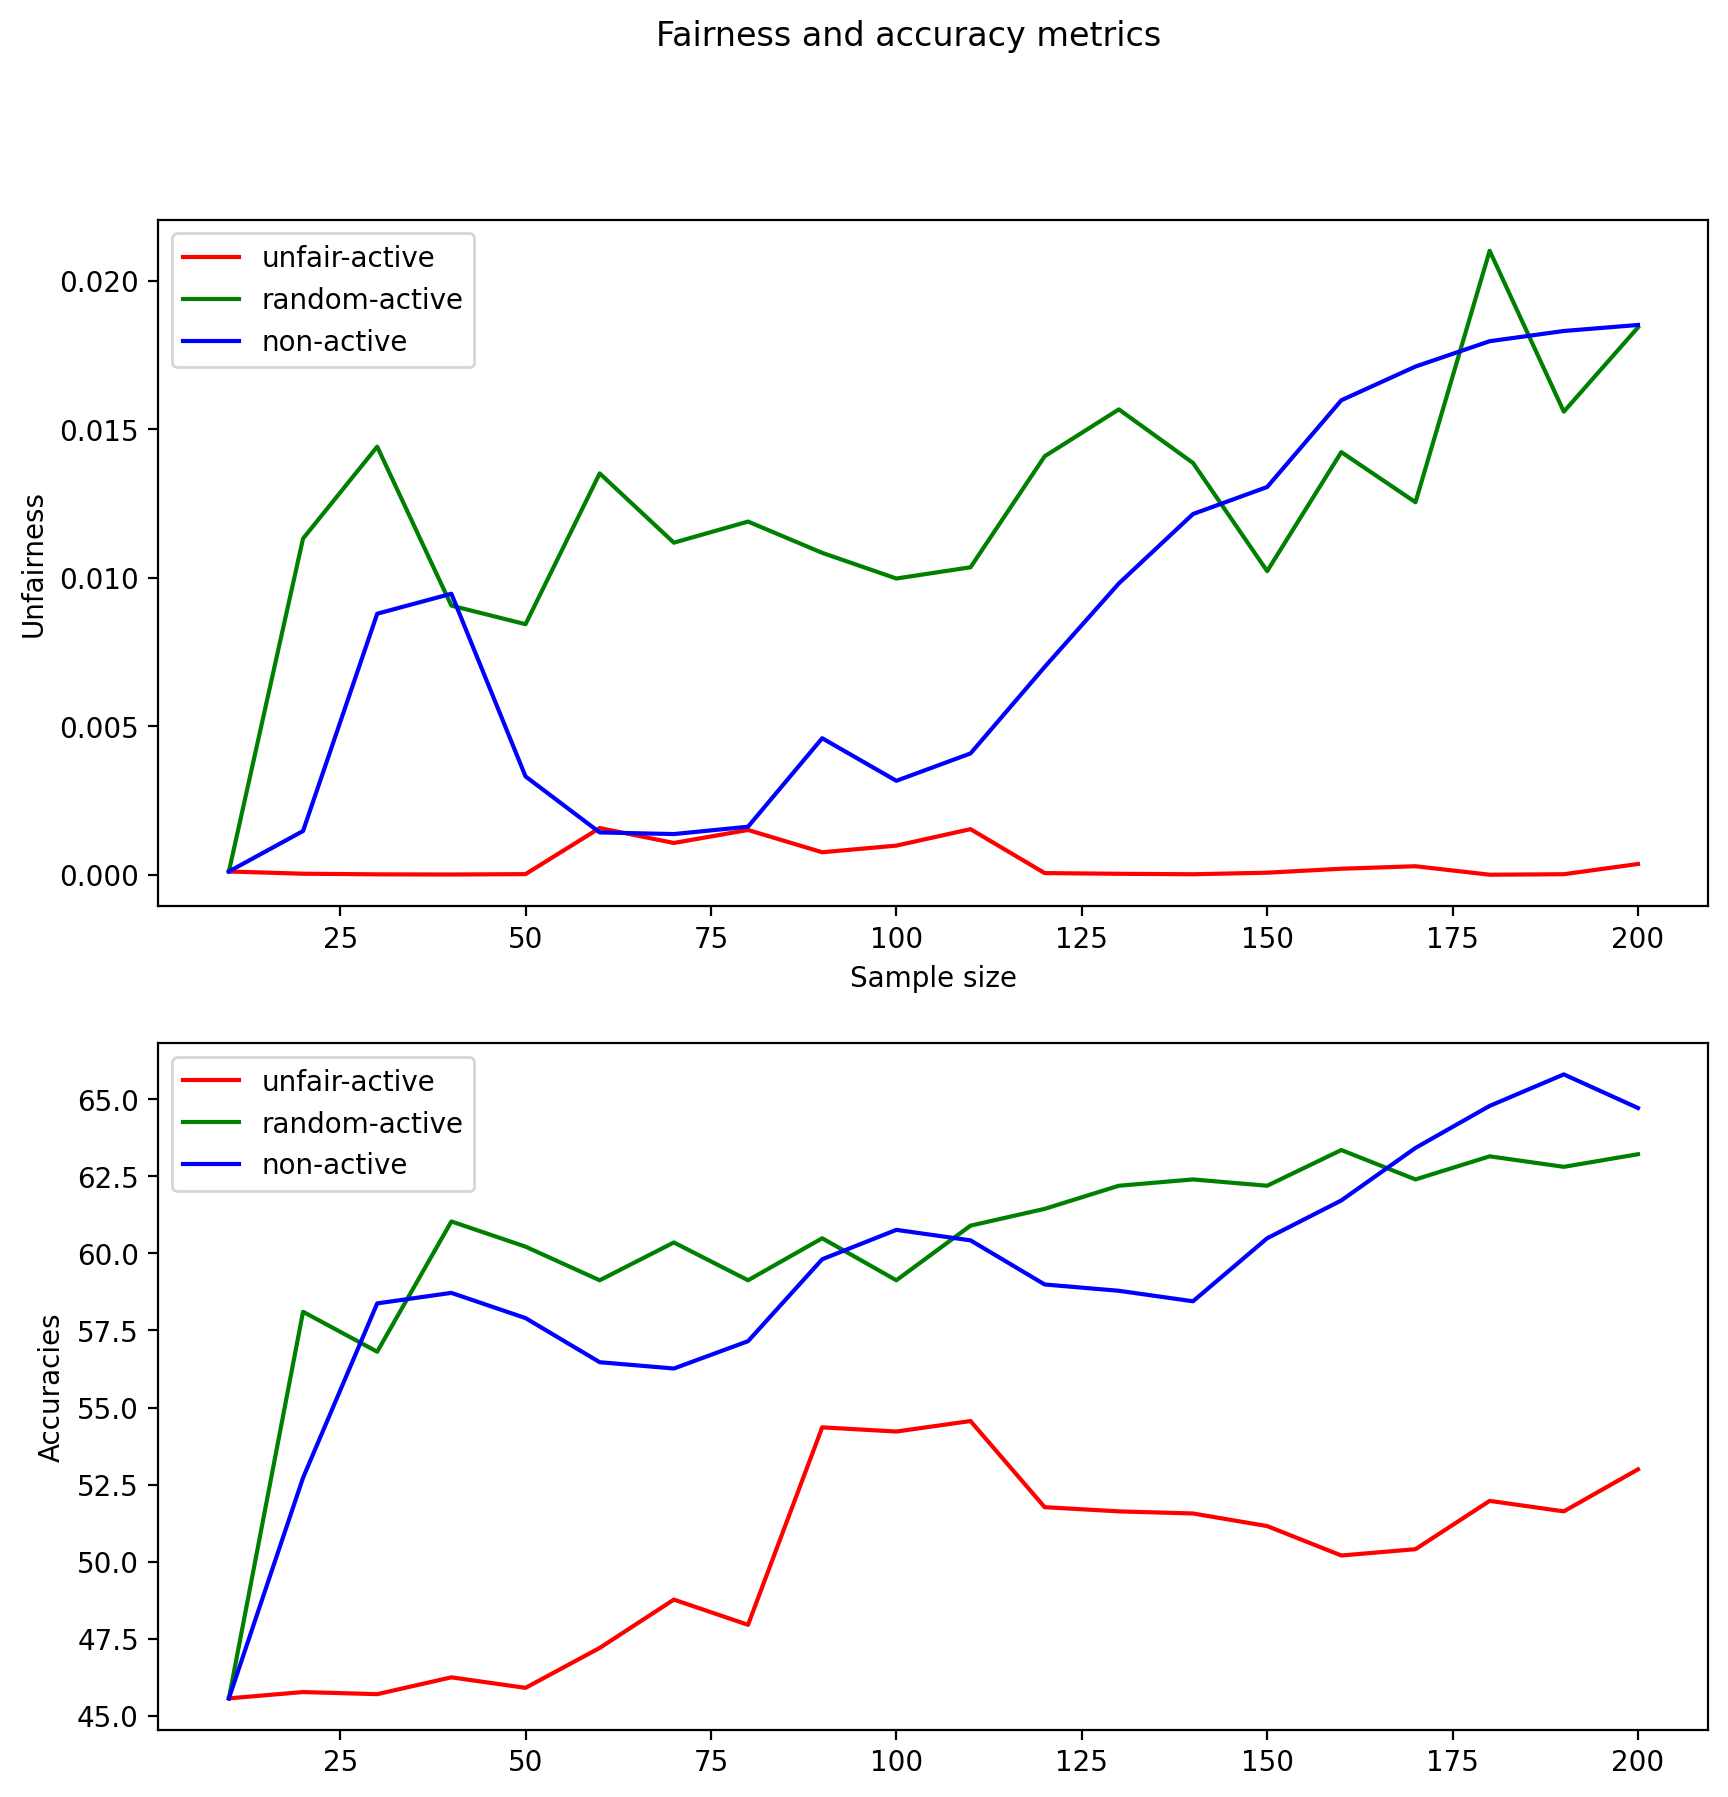 Fairness and accuracy metrics
unfair-active
random-active
non-active
0.020
0.015
0.010
0.005
0.000
Unfairness
25 50 75 100 125 150 175 200
Sample size
unfair-active
random-active
non-active
65.0
62.5
60.0
57.5
55.0
52.5
50.0
47.5
45.0
Accuracies
25 50 75 100 125 150 175 200